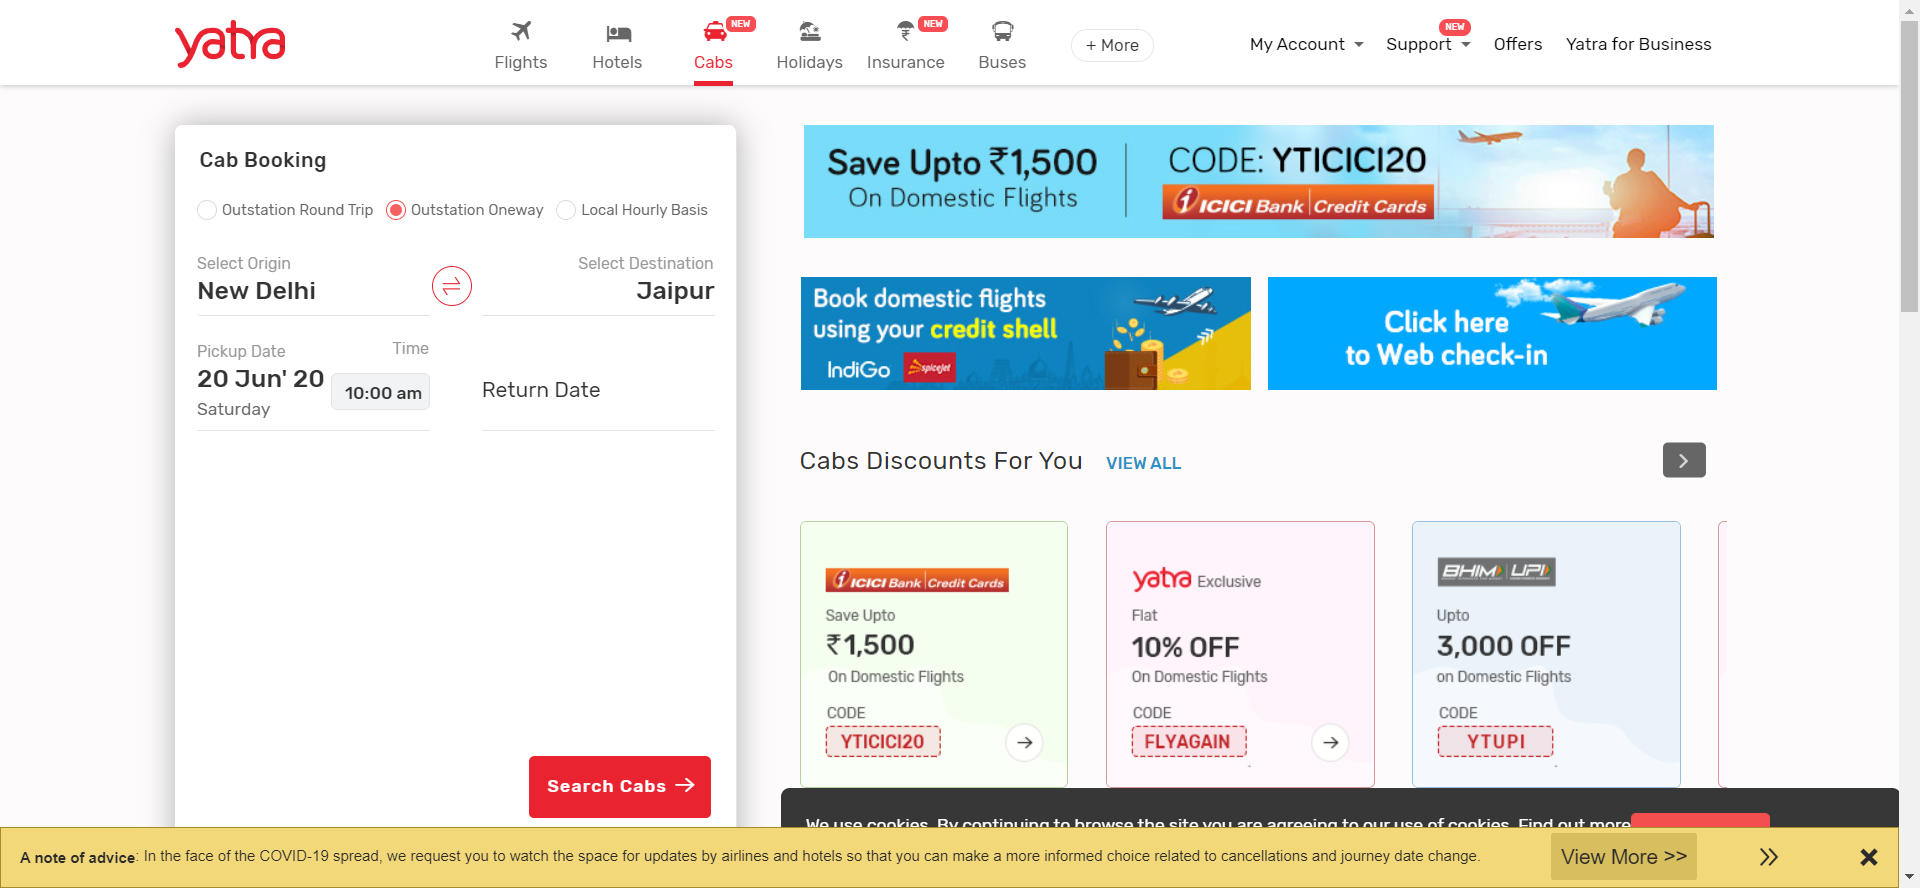 yatra
Flights
Hotels
NEW
Cabs
Holidays
NEW
Insurance
Buses
+ More
My Account
NEW
Support
Offers
Yatra for Business
Cab Booking
Outstation Round Trip
Outstation Oneway
Local Hourly Basis
Select Origin
New Delhi
Select Destination
Jaipur
Pickup Date
20 Jun' 20
Saturday
Time
10:00 am
Return Date
Search Cabs
Save Upto ₹1,500
On Domestic Flights
CODE: YTICICI20
ICICI Bank | Credit Cards
Book domestic flights
using your credit shell
IndiGo
spicejet
Click here
to Web check-in
Cabs Discounts For You
VIEW ALL
ICICI Bank | Credit Cards
Save Upto
₹1,500
On Domestic Flights
CODE
YTICICI20
yatra Exclusive
Flat
10% OFF
On Domestic Flights
CODE
FLYAGAIN
BHIM UPI
Upto
3,000 OFF
on Domestic Flights
CODE
YTUPI
We use cookies. By continuing to browse the site you are agreeing to our use of cookies. Find out more
A note of advice: In the face of the COVID-19 spread, we request you to watch the space for updates by airlines and hotels so that you can make a more informed choice related to cancellations and journey date change.
View More >>